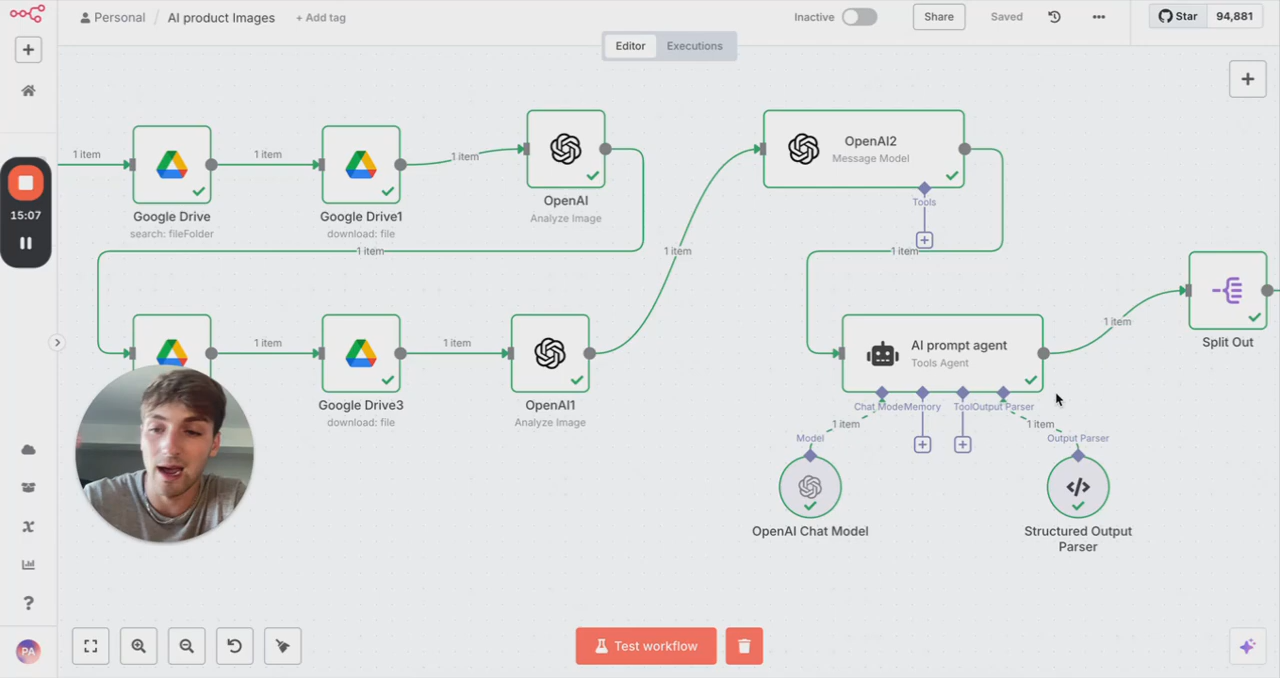 Personal / AI product Images + Add tag
Inactive Share Saved Star 94,881
Editor Executions
1 item
1 item
1 item
Google Drive
search: fileFolder
Google Drive1
download: file
OpenAI
Analyze Image
1 item
1 item
OpenAI2
Message Model
Tools
1 item
15:07
1 item
1 item
Google Drive3
download: file
OpenAI1
Analyze Image
AI prompt agent
Tools Agent
Chat Model Memory Tool Output Parser
1 item
1 item
Model
Output Parser
OpenAI Chat Model
Structured Output
Parser
1 item
Split Out
PA
Test workflow